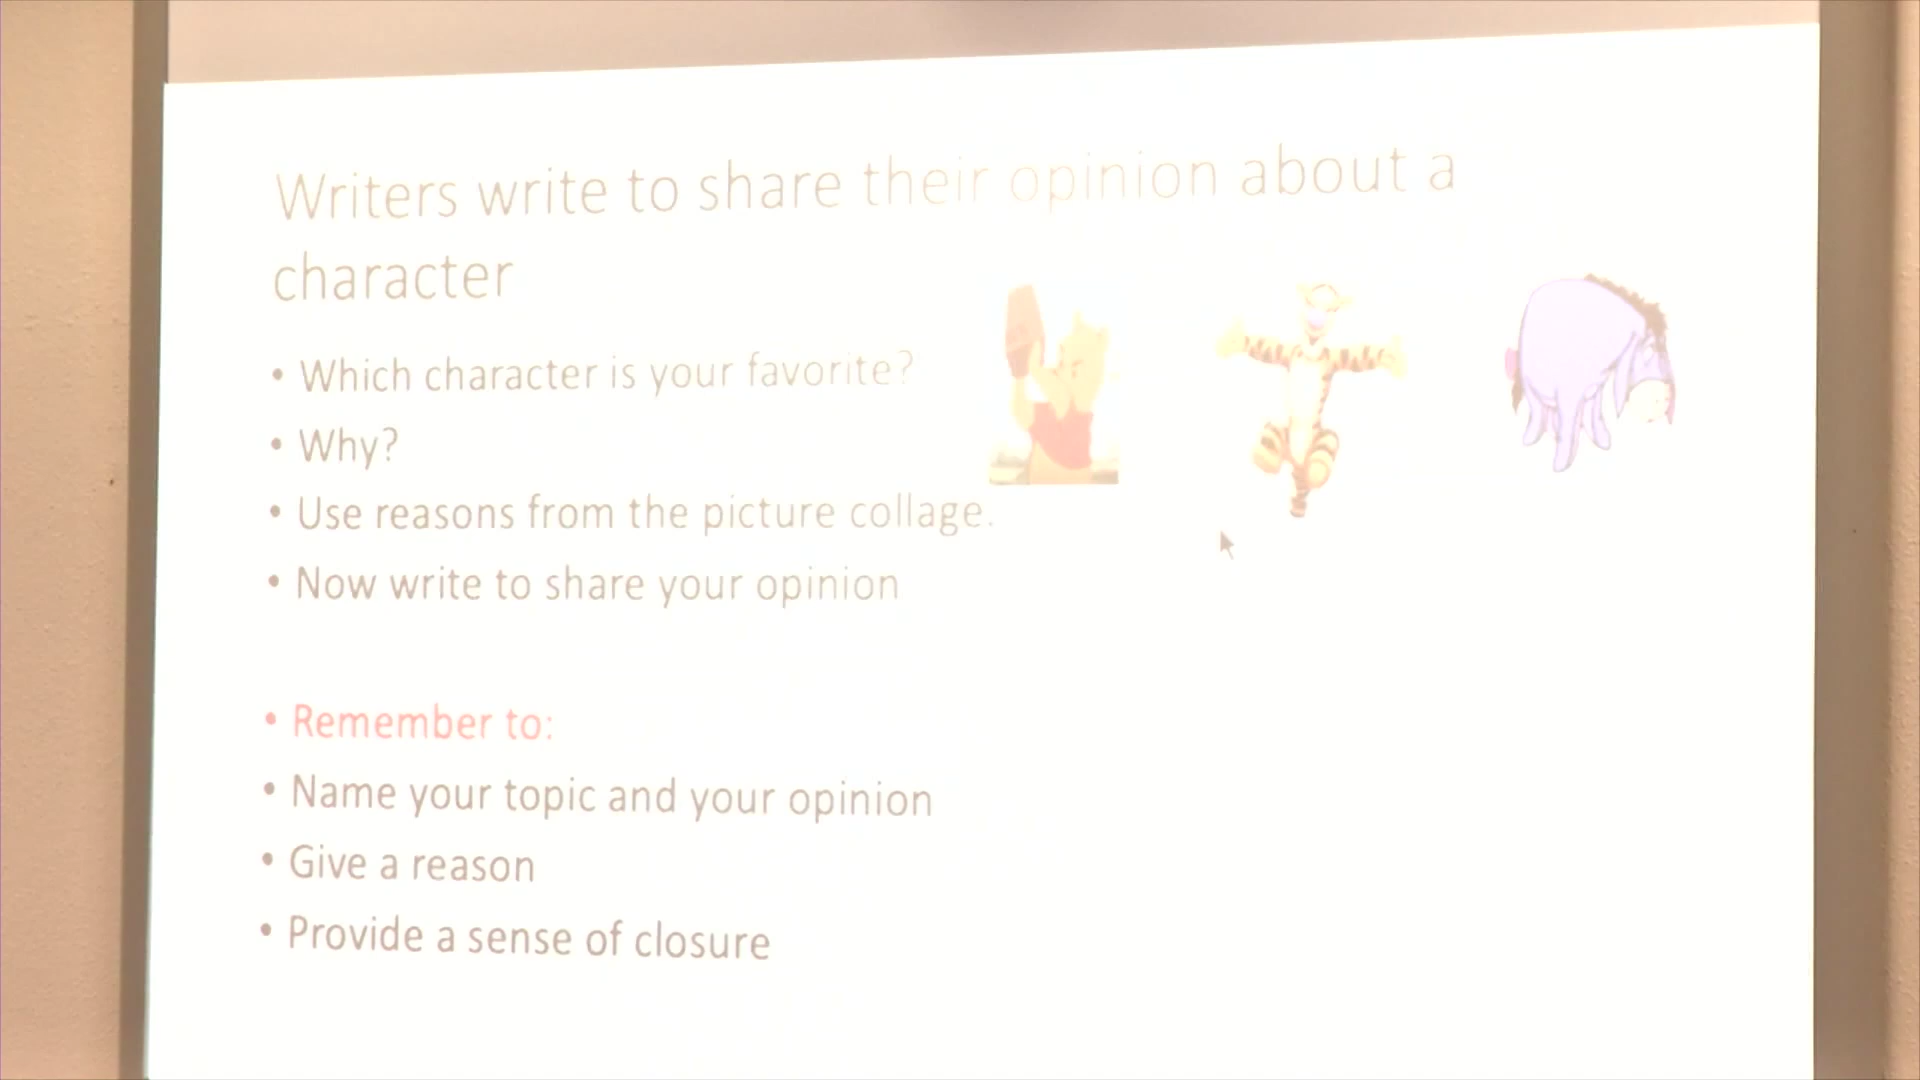 Writers write to share their opinion about a
character
• Which character is your favorite?
• Why?
• Use reasons from the picture collage.
• Now write to share your opinion
• Remember to:
• Name your topic and your opinion
• Give a reason
• Provide a sense of closure